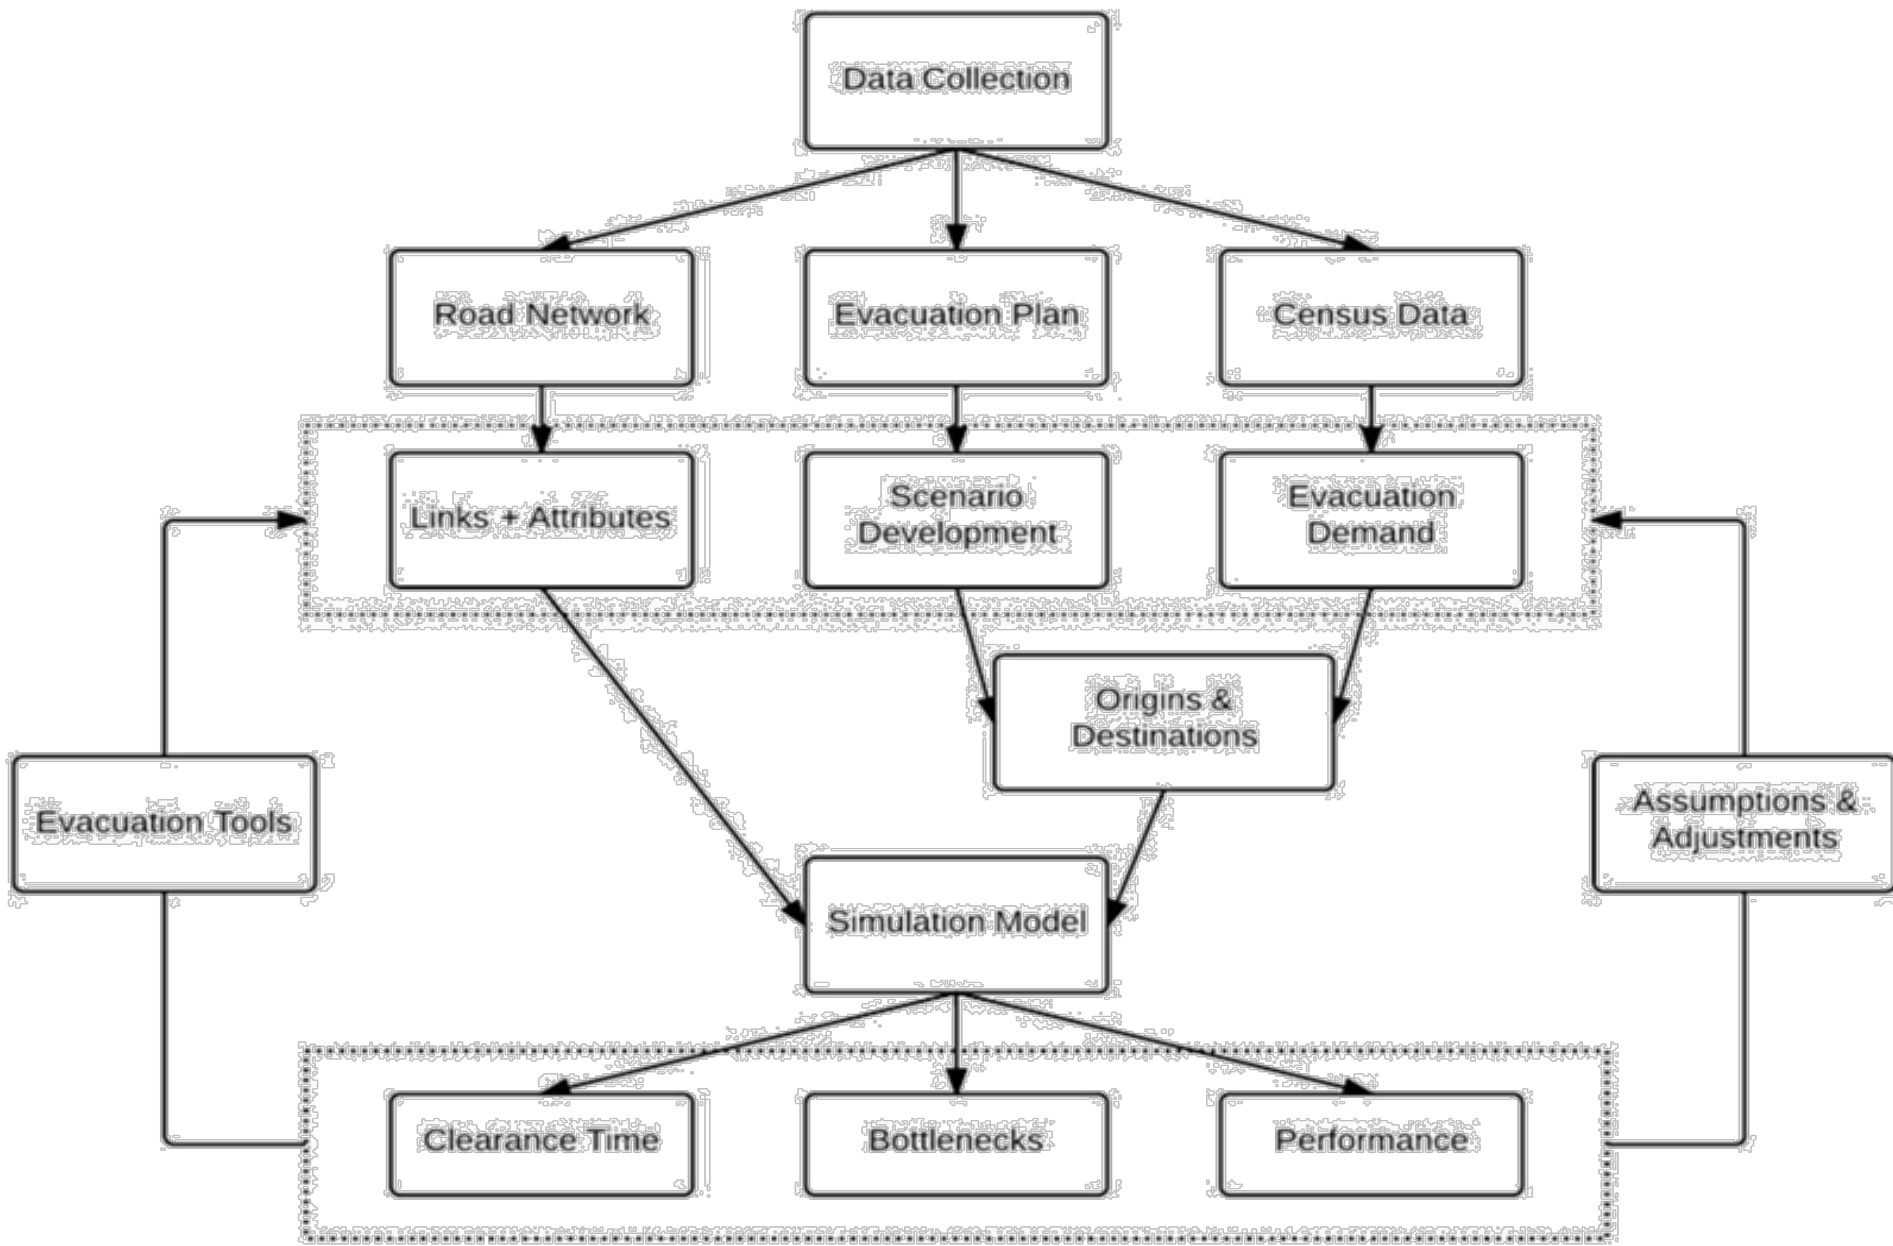 Data Collection
Road Network
Evacuation Plan
Census Data
Links + Attributes
Scenario
Development
Evacuation
Demand
Origins &
Destinations
Evacuation Tools
Assumptions &
Adjustments
Simulation Model
Clearance Time
Bottlenecks
Performance